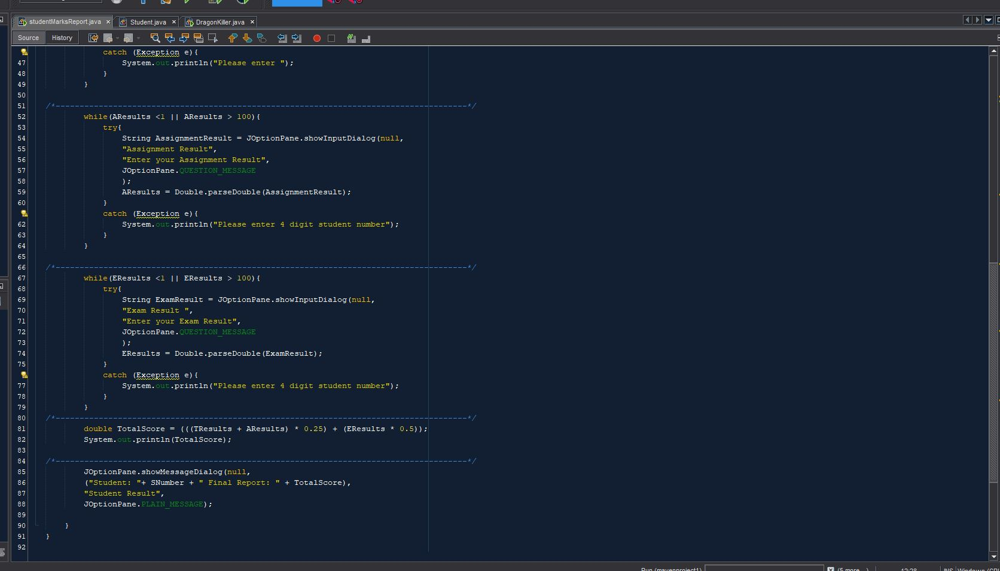 studentMarksReport.java × Student.java × DragonKiller.java ×
Source History
catch (Exception e){
47 System.out.println("Please enter ");
48 }
49 }
50
51 /*--------------------------------------------------------------------------------------*/
52 while(AResults <1 || AResults > 100){
53 try{
54 String AssignmentResult = JOptionPane.showInputDialog(null,
55 "Assignment Result",
56 "Enter your Assignment Result",
57 JOptionPane.QUESTION_MESSAGE
58 );
59 AResults = Double.parseDouble(AssignmentResult);
60 }
catch (Exception e){
62 System.out.println("Please enter 4 digit student number");
63 }
64 }
65
66 /*--------------------------------------------------------------------------------------*/
67 while(EResults <1 || EResults > 100){
68 try{
69 String ExamResult = JOptionPane.showInputDialog(null,
70 "Exam Result ",
71 "Enter your Exam Result",
72 JOptionPane.QUESTION_MESSAGE
73 );
74 EResults = Double.parseDouble(ExamResult);
75 }
catch (Exception e){
77 System.out.println("Please enter 4 digit student number");
78 }
79 }
80 /*--------------------------------------------------------------------------------------*/
81 double TotalScore = (((TResults + AResults) * 0.25) + (EResults * 0.5));
82 System.out.println(TotalScore);
83
84 /*--------------------------------------------------------------------------------------*/
85 JOptionPane.showMessageDialog(null,
86 ("Student: "+ SNumber + " Final Report: " + TotalScore),
87 "Student Result",
88 JOptionPane.PLAIN_MESSAGE);
89
90 }
91 }
92
Run (mavenproject1) (5 more...) 12:28 INS Windows